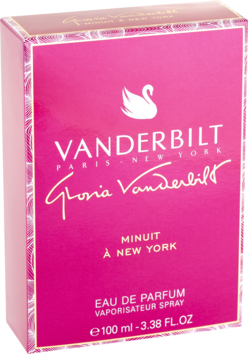 VANDERBILT
PARIS - NEW YORK
Gloria Vanderbilt
MINUIT
À NEW YORK
EAU DE PARFUM
VAPORISATEUR SPRAY
℮ 100 ml - 3.38 FL.OZ